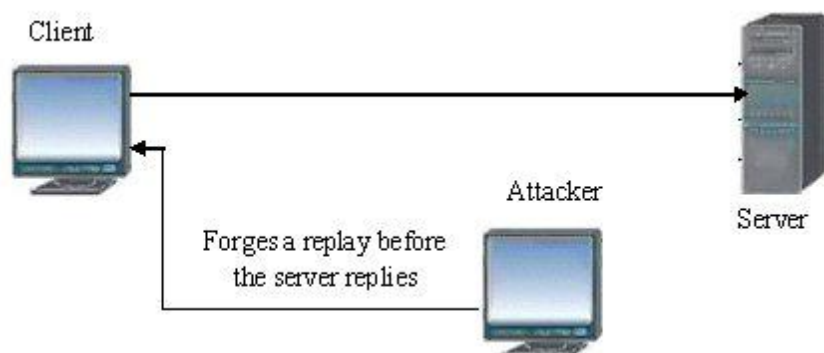 Client
Attacker
Server
Forges a replay before
the server replies